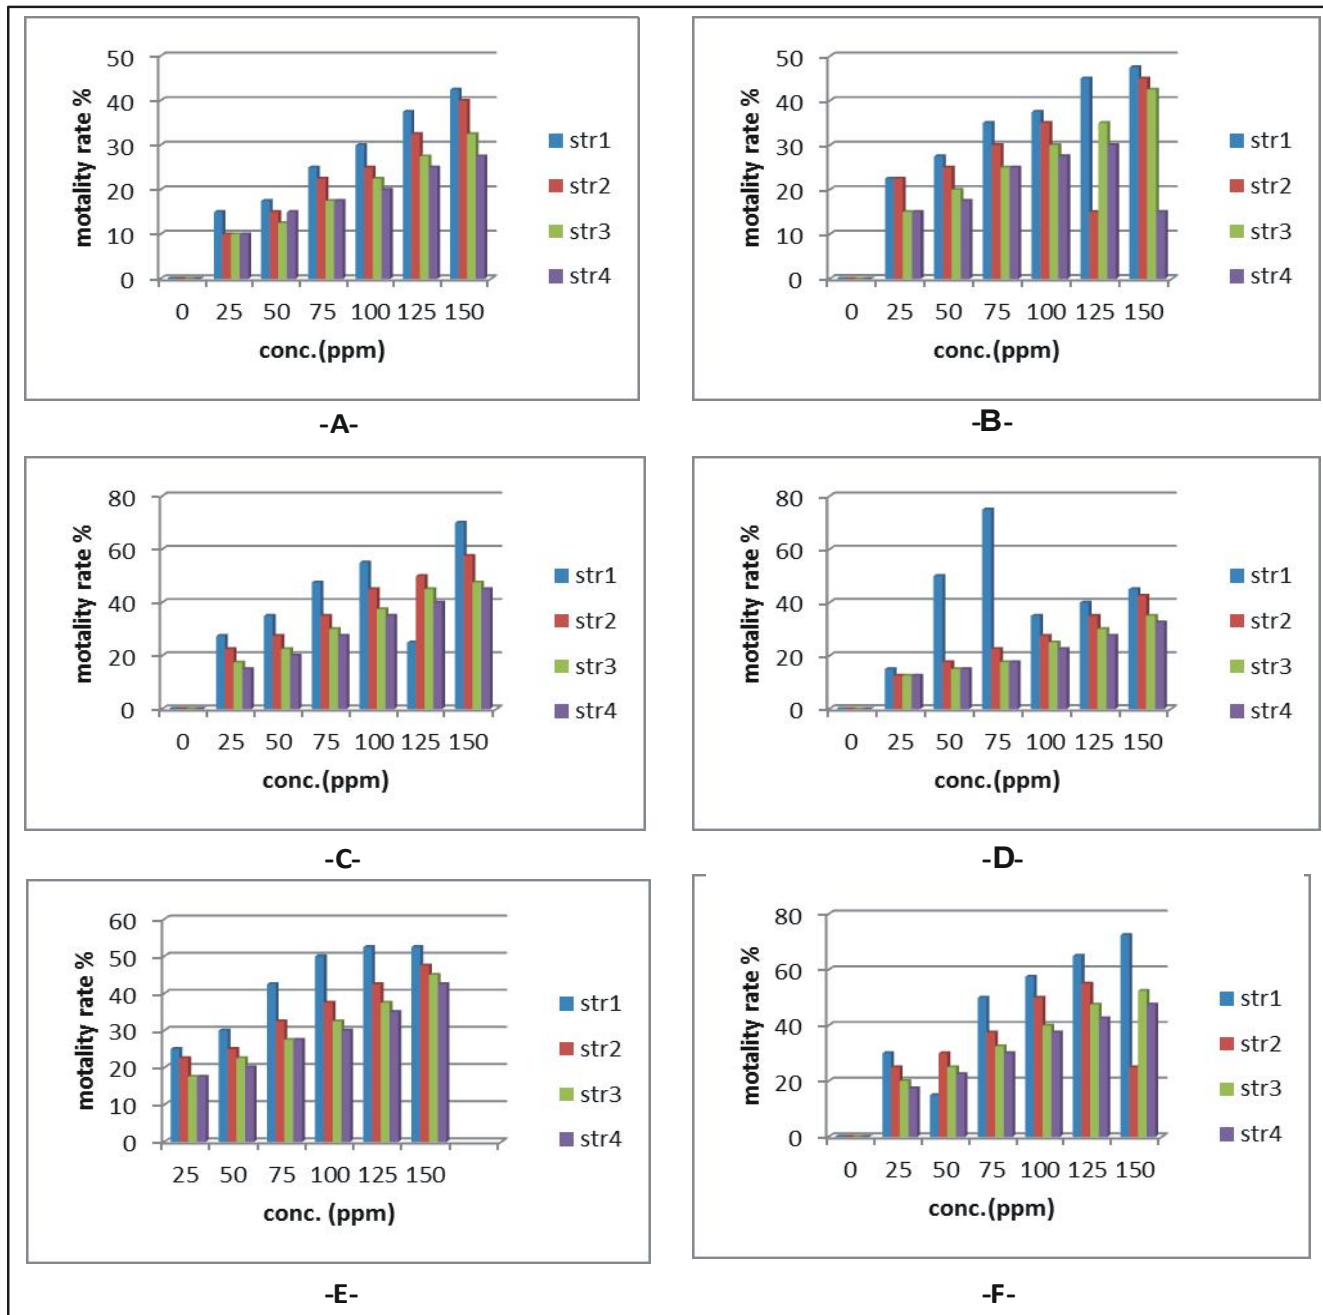 50
40
30
20
10
0
motality rate %
0 25 50 75 100 125 150
conc.(ppm)
str1
str2
str3
str4
-A-
50
40
30
20
10
0
motality rate %
0 25 50 75 100 125 150
conc.(ppm)
str1
str2
str3
str4
-B-
80
60
40
20
0
motality rate %
0 25 50 75 100 125 150
conc.(ppm)
str1
str2
str3
str4
-C-
80
60
40
20
0
motality rate %
0 25 50 75 100 125 150
conc.(ppm)
str1
str2
str3
str4
-D-
60
50
40
30
20
10
0
motality rate %
25 50 75 100 125 150
conc. (ppm)
str1
str2
str3
str4
-E-
80
60
40
20
0
motality rate %
0 25 50 75 100 125 150
conc.(ppm)
str1
str2
str3
str4
-F-